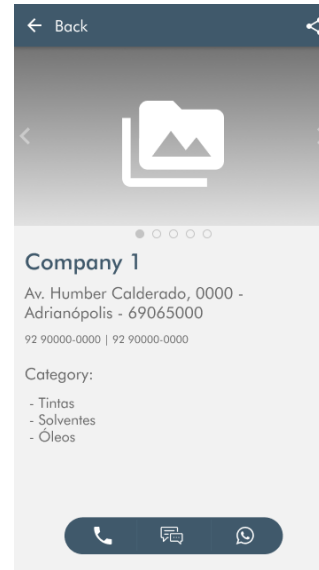 Back
Company 1
Av. Humber Calderado, 0000 -
Adrianópolis - 69065000
92 90000-0000 | 92 90000-0000
Category:
- Tintas
- Solventes
- Óleos